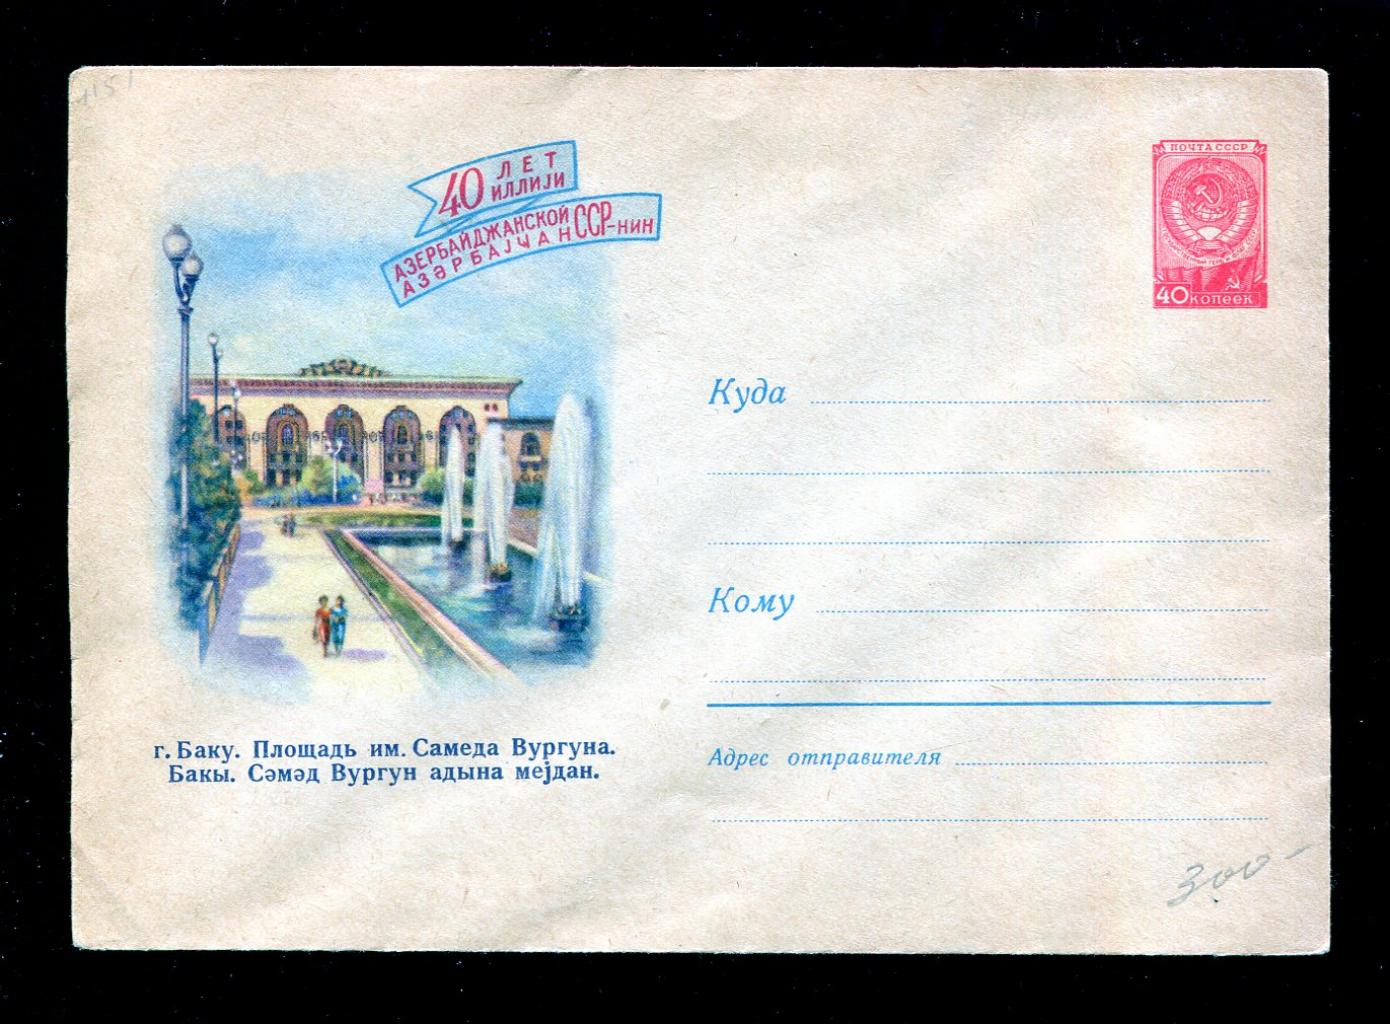 40 ЛЕТ
ИЛЛИЈИ
АЗЕРБАЙДЖАНСКОЙ ССР-НИН
АЗӘРБАЈҸАН
ПОЧТА СССР
40 КОПЕЕК
Куда
Кому
г. Баку. Площадь им. Самеда Вургуна.
Бакы. Сәмәд Вургун адына мејдан.
Адрес отправителя
300-